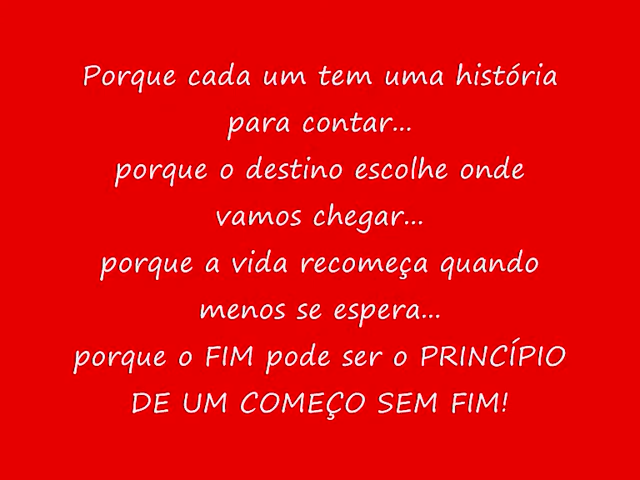 Porque cada um tem uma história
para contar...
porque o destino escolhe onde
vamos chegar...
porque a vida recomeça quando
menos se espera...
porque o FIM pode ser o PRINCÍPIO
DE UM COMEÇO SEM FIM!